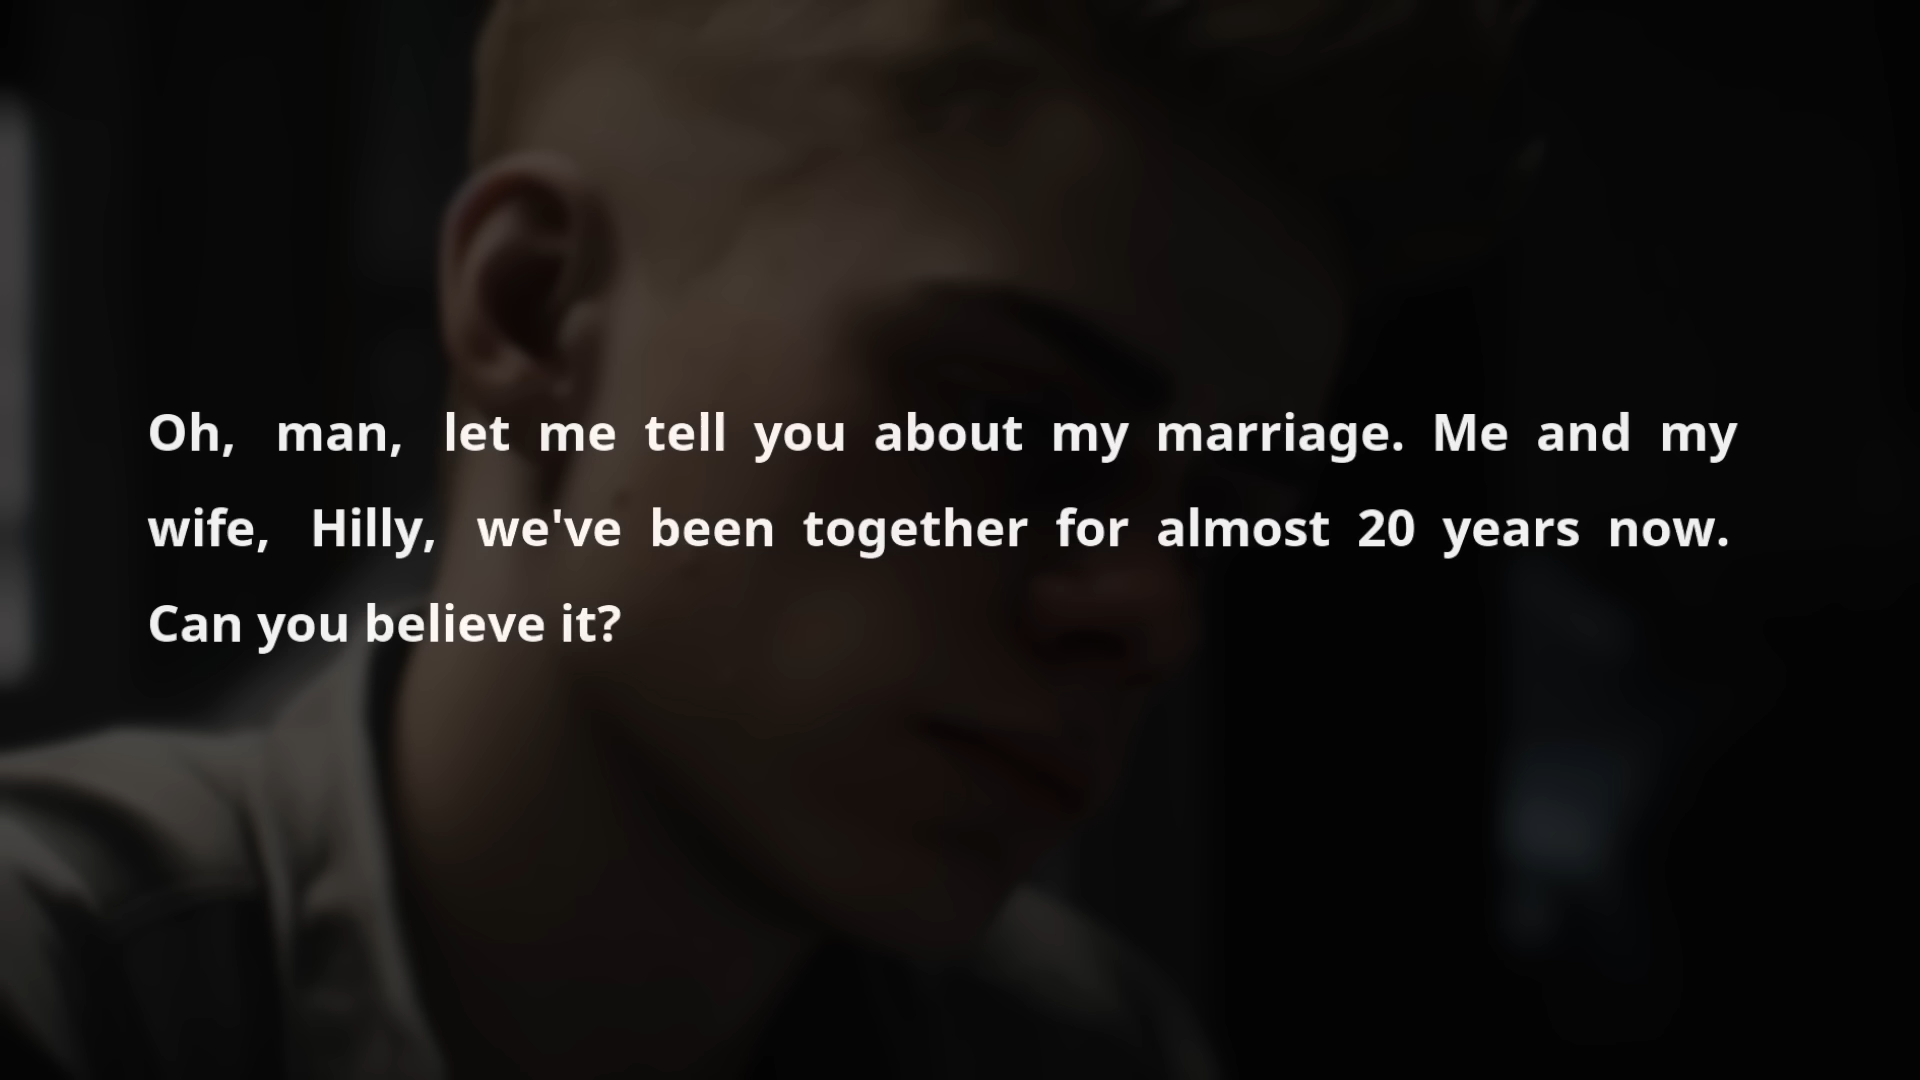 Oh, man, let me tell you about my marriage. Me and my
wife, Hilly, we've been together for almost 20 years now.
Can you believe it?